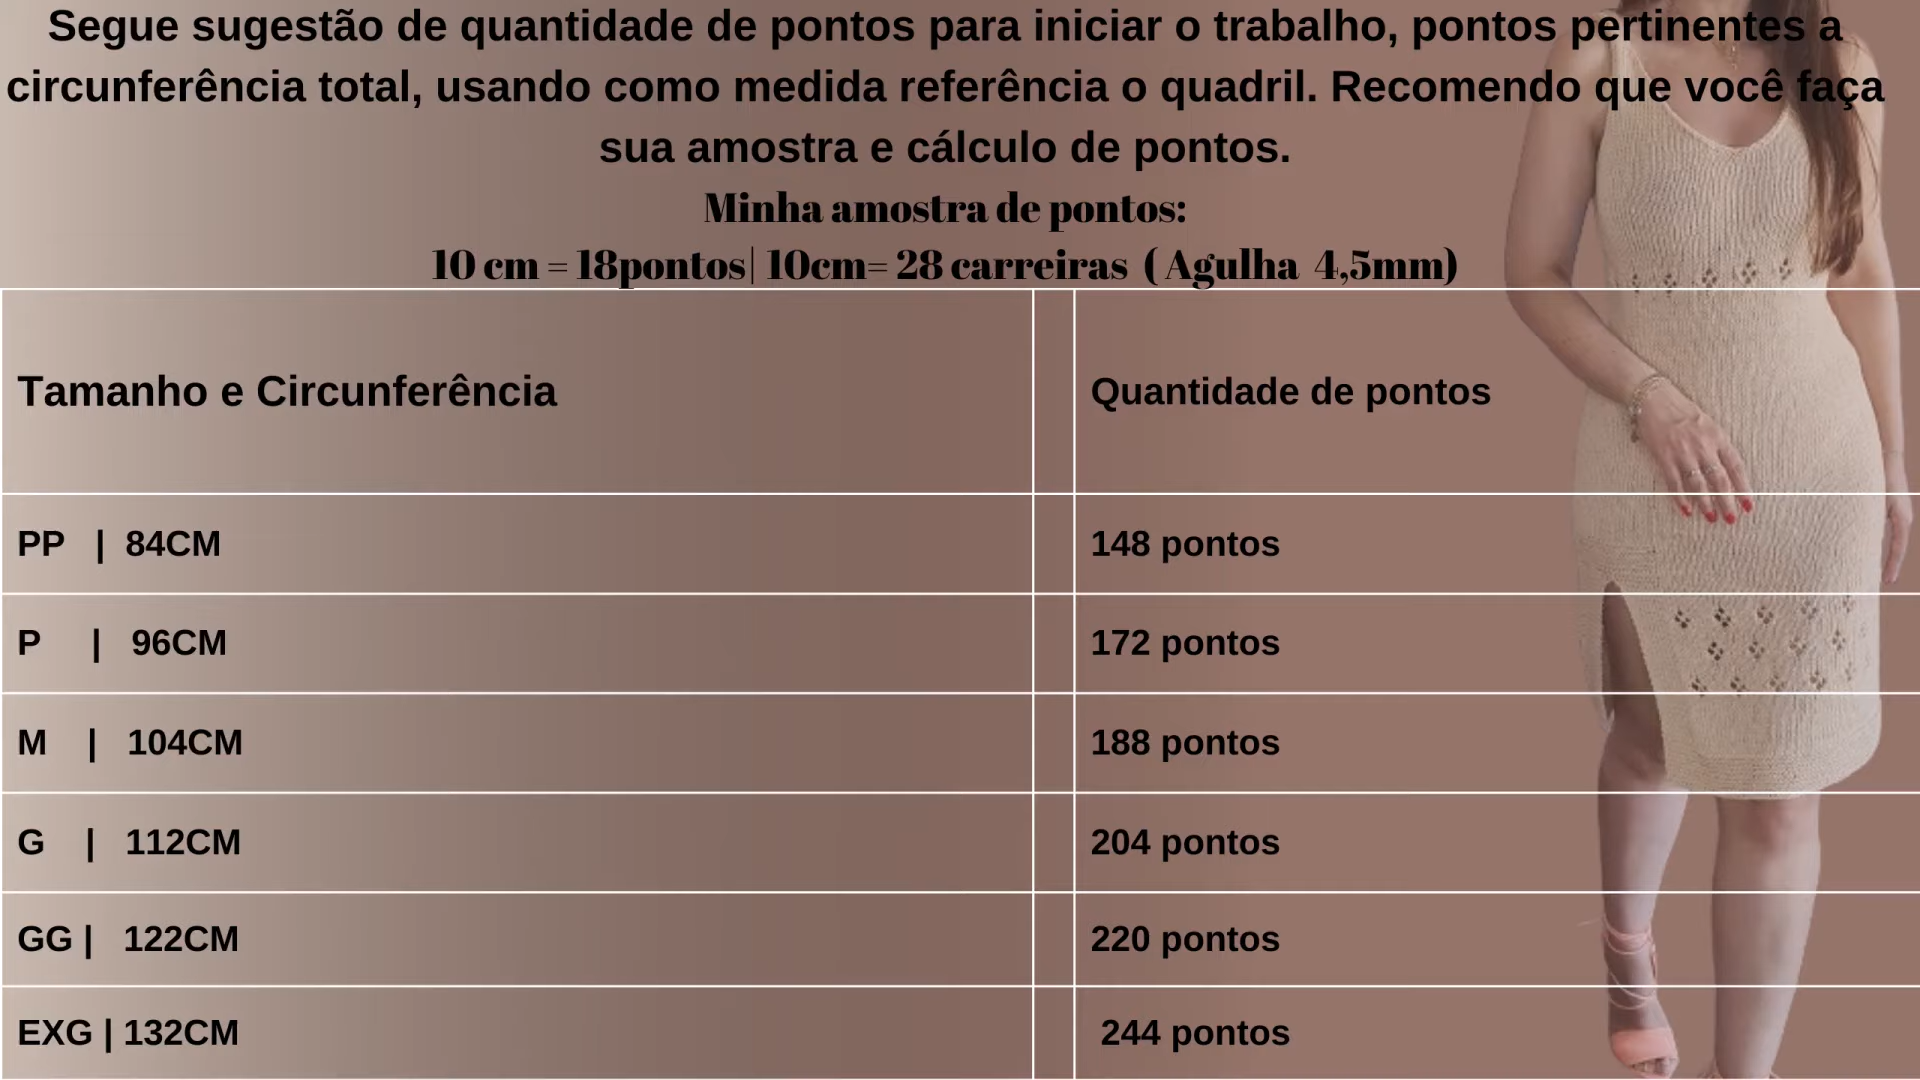 Segue sugestão de quantidade de pontos para iniciar o trabalho, pontos pertinentes a
circunferência total, usando como medida referência o quadril. Recomendo que você faça
sua amostra e cálculo de pontos.
Minha amostra de pontos:
10 cm = 18pontos| 10cm= 28 carreiras ( Agulha 4,5mm)
Tamanho e Circunferência
Quantidade de pontos
PP | 84CM
148 pontos
P | 96CM
172 pontos
M | 104CM
188 pontos
G | 112CM
204 pontos
GG | 122CM
220 pontos
EXG | 132CM
244 pontos